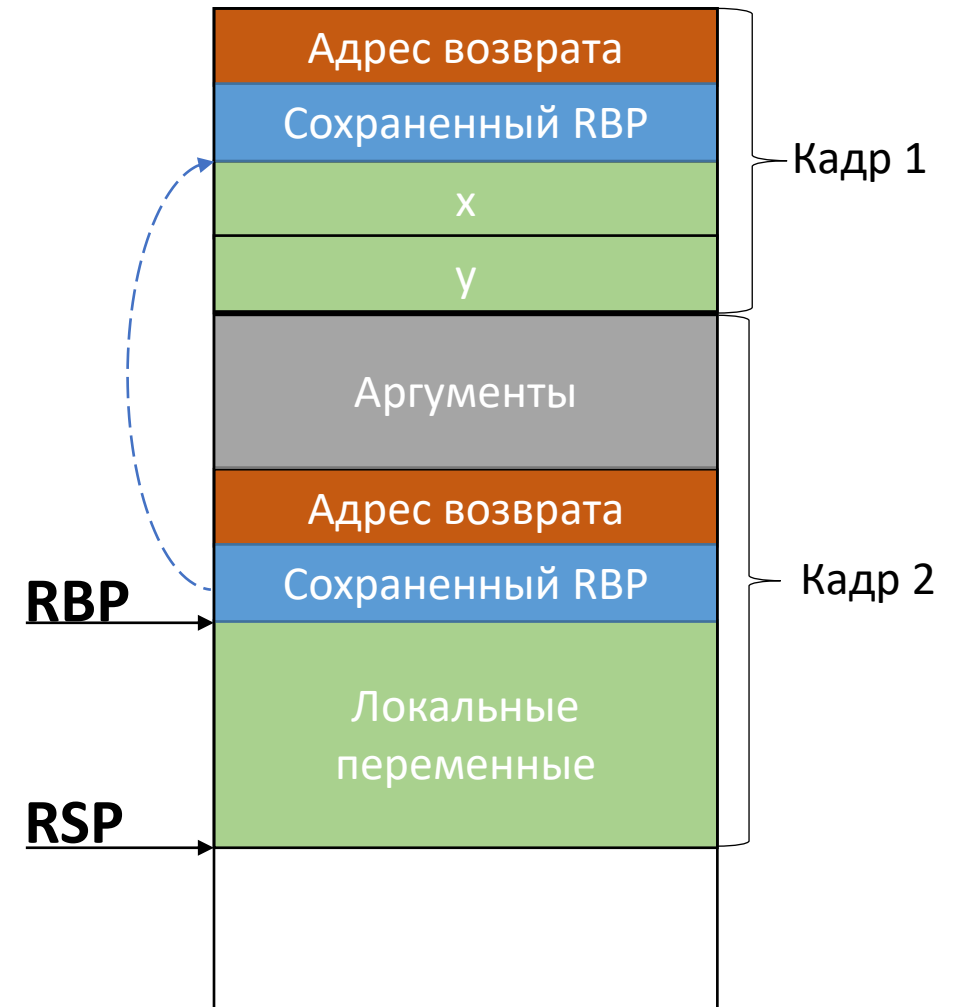 Адрес возврата
Сохраненный RBP
x
y
Кадр 1
Аргументы
Адрес возврата
Сохраненный RBP
RBP
Кадр 2
Локальные
переменные
RSP